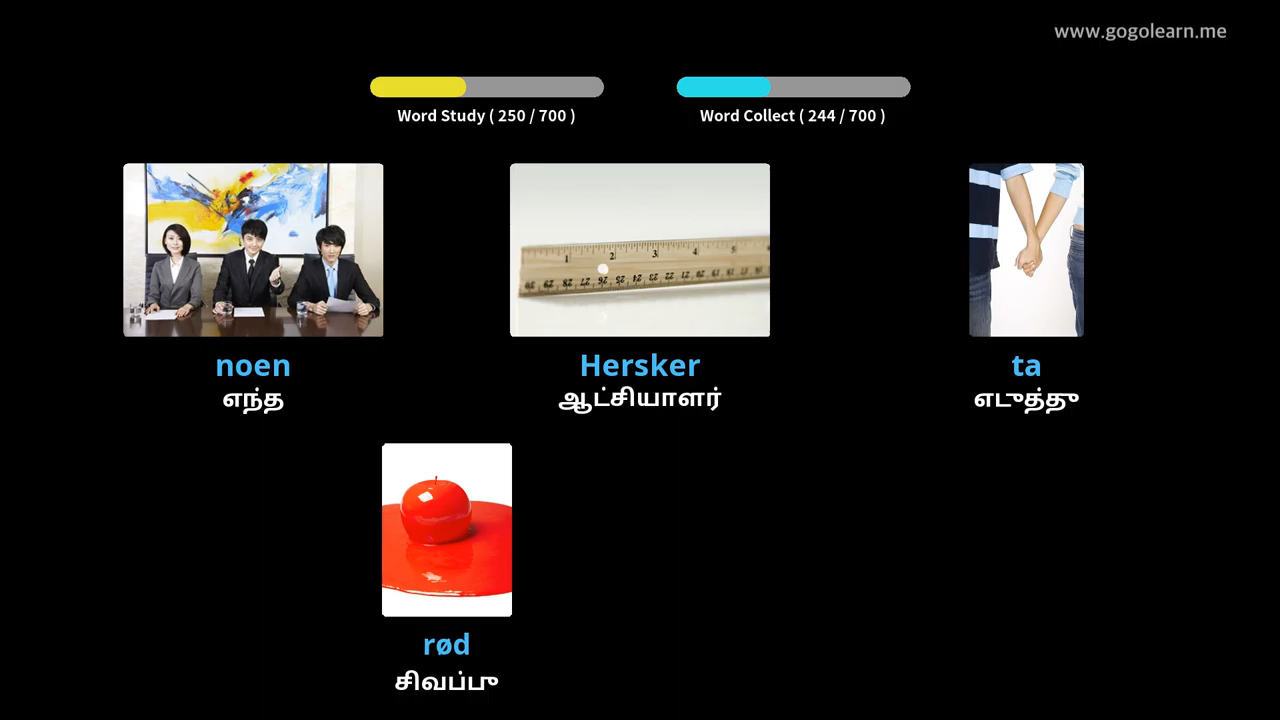 www.gogolearn.me
Word Study ( 250 / 700 )
Word Collect ( 244 / 700 )
noen
எந்த
Hersker
ஆட்சியாளர்
ta
எடுத்து
rød
சிவப்பு